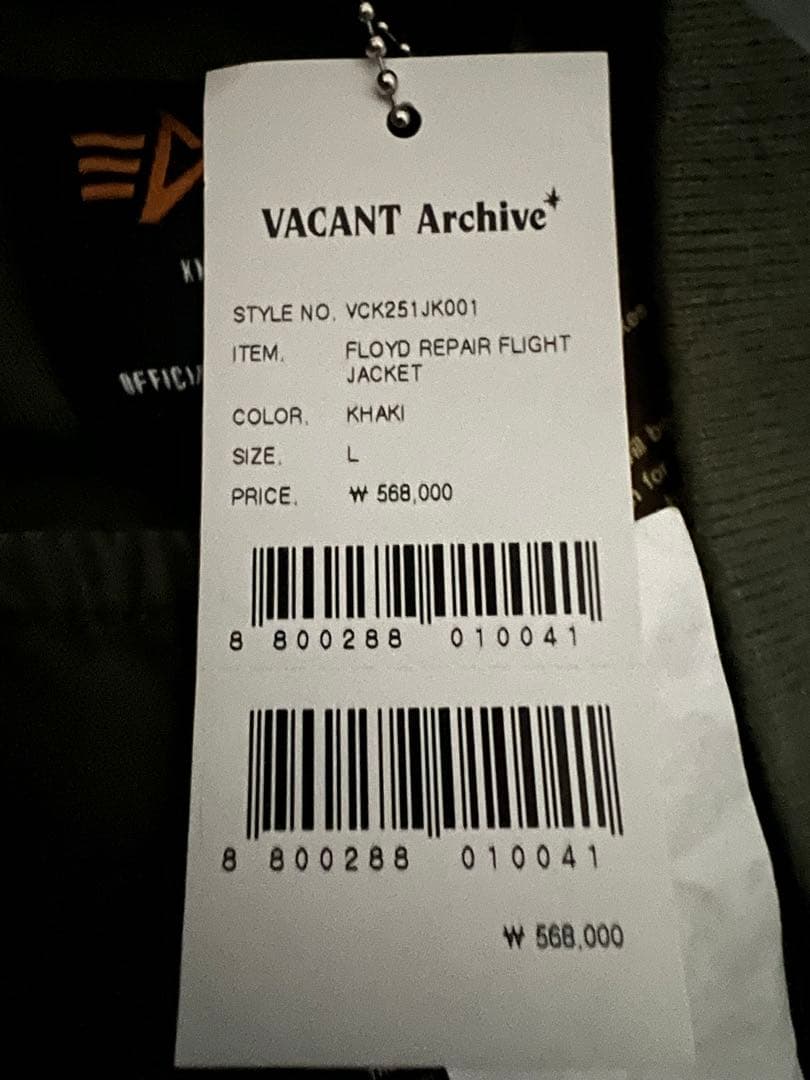 VACANT Archive
STYLE NO. VCK251JK001
ITEM. FLOYD REPAIR FLIGHT
JACKET
COLOR. KHAKI
SIZE. L
PRICE. ₩ 568,000
8 800288 010041
8 800288 010041
₩ 568,000